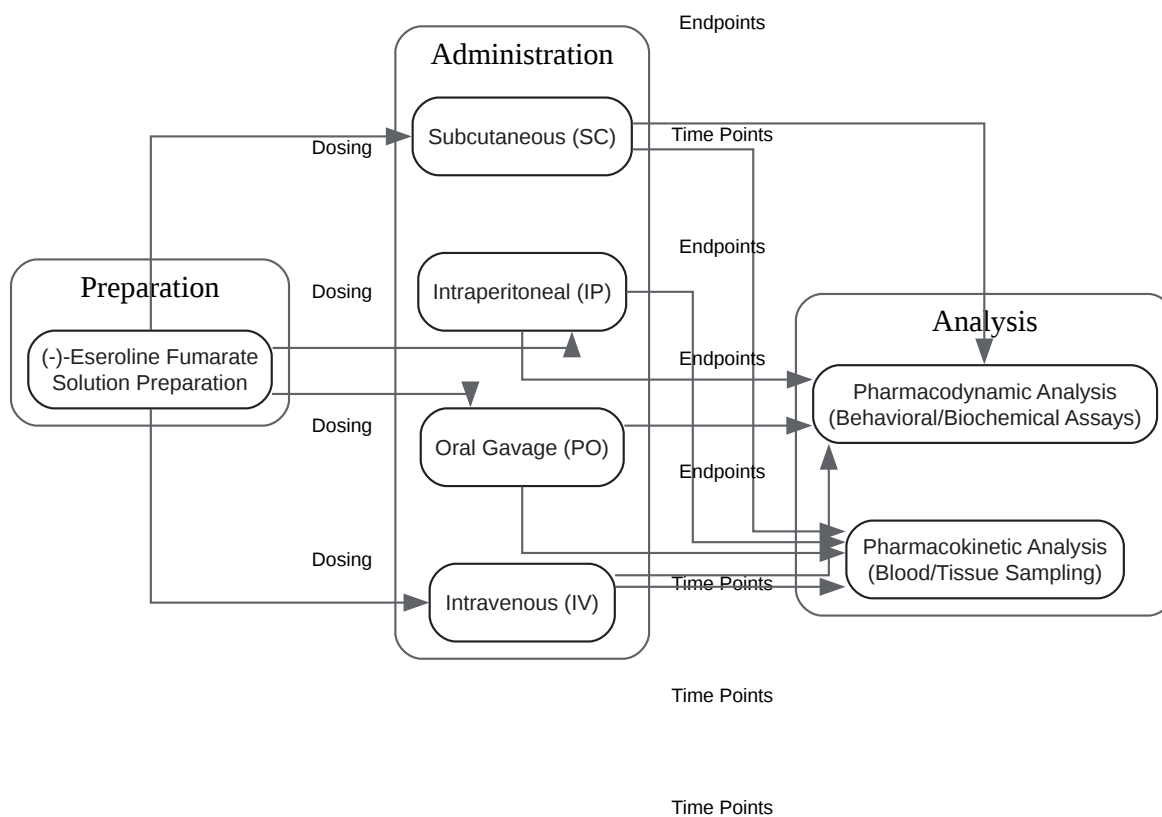 Endpoints
Administration
Subcutaneous (SC)
Time Points
Dosing
Endpoints
Preparation
Dosing
Intraperitoneal (IP)
Analysis
(-)-Eseroline Fumarate
Solution Preparation
Endpoints
Pharmacodynamic Analysis
(Behavioral/Biochemical Assays)
Dosing
Oral Gavage (PO)
Endpoints
Dosing
Pharmacokinetic Analysis
(Blood/Tissue Sampling)
Time Points
Intravenous (IV)
Time Points
Time Points